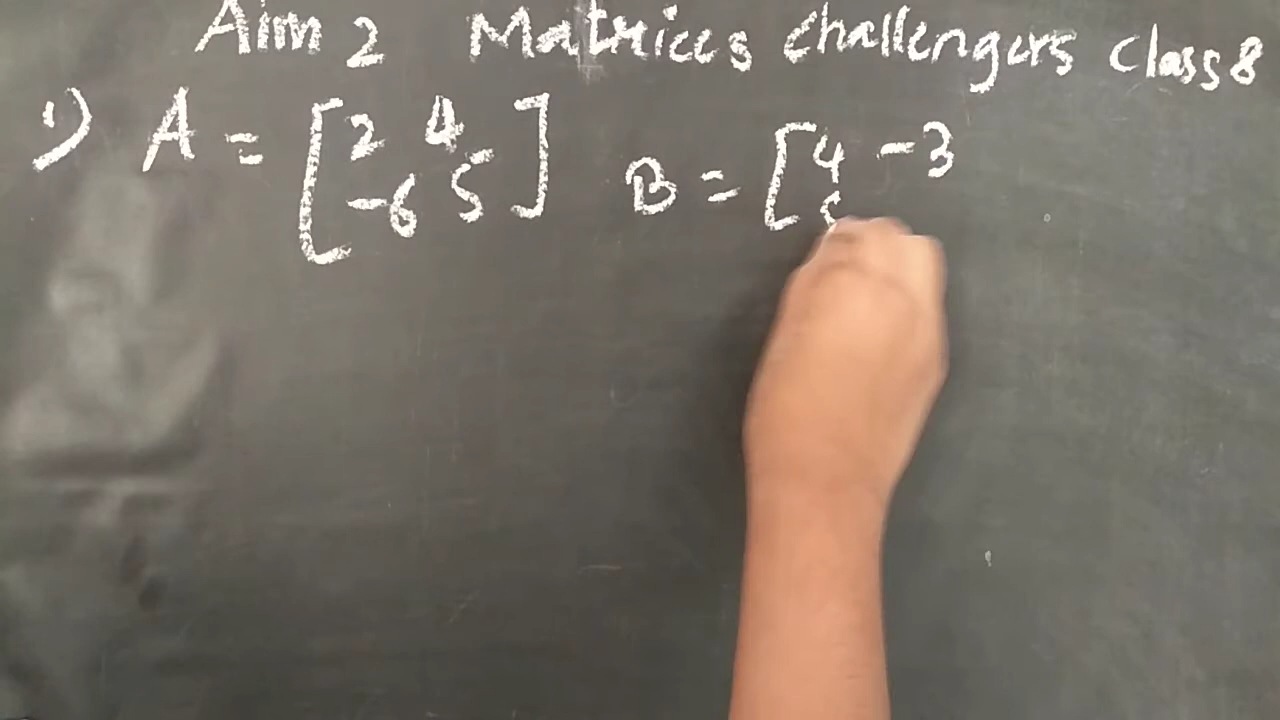 Aim 2 Matrices challengers Class 8
1) A = [2 4 B = [4 -3
-6 5]